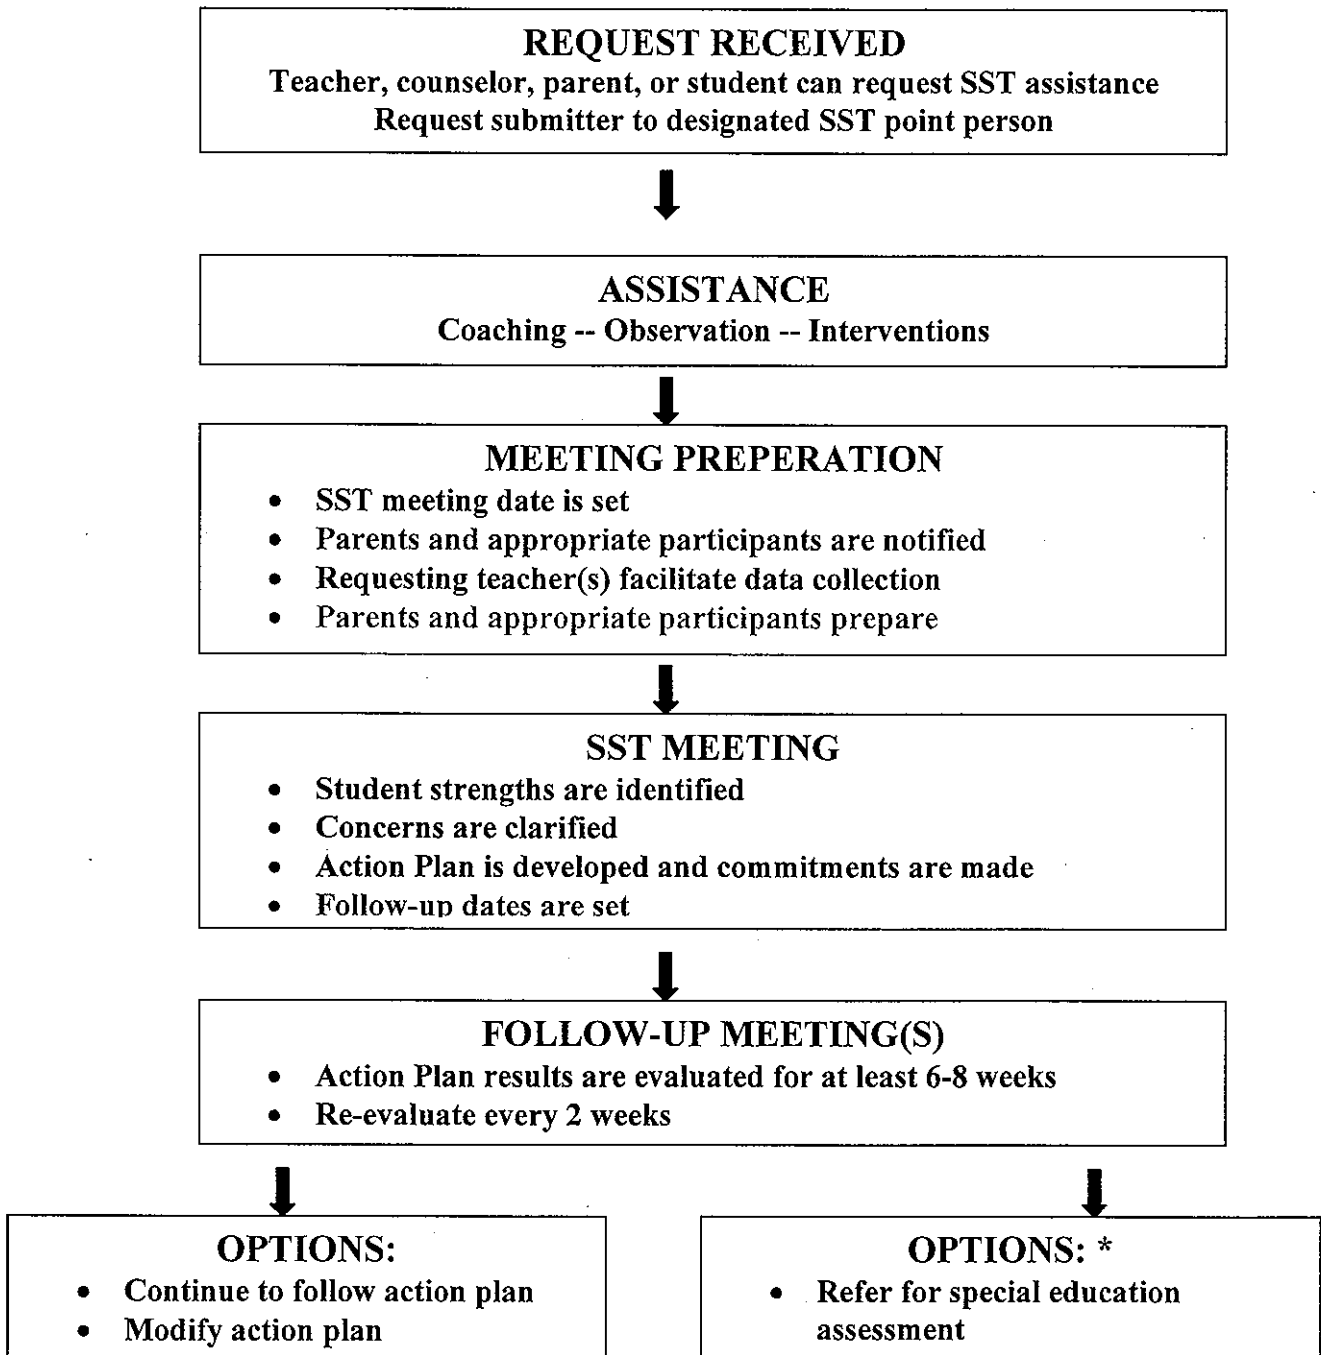 REQUEST RECEIVED
Teacher, counselor, parent, or student can request SST assistance
Request submitter to designated SST point person
ASSISTANCE
Coaching -- Observation -- Interventions
MEETING PREPERATION
• SST meeting date is set
• Parents and appropriate participants are notified
• Requesting teacher(s) facilitate data collection
• Parents and appropriate participants prepare
SST MEETING
• Student strengths are identified
• Concerns are clarified
• Action Plan is developed and commitments are made
• Follow-up dates are set
FOLLOW-UP MEETING(S)
• Action Plan results are evaluated for at least 6-8 weeks
• Re-evaluate every 2 weeks
OPTIONS:
• Continue to follow action plan
• Modify action plan
OPTIONS: *
• Refer for special education
assessment